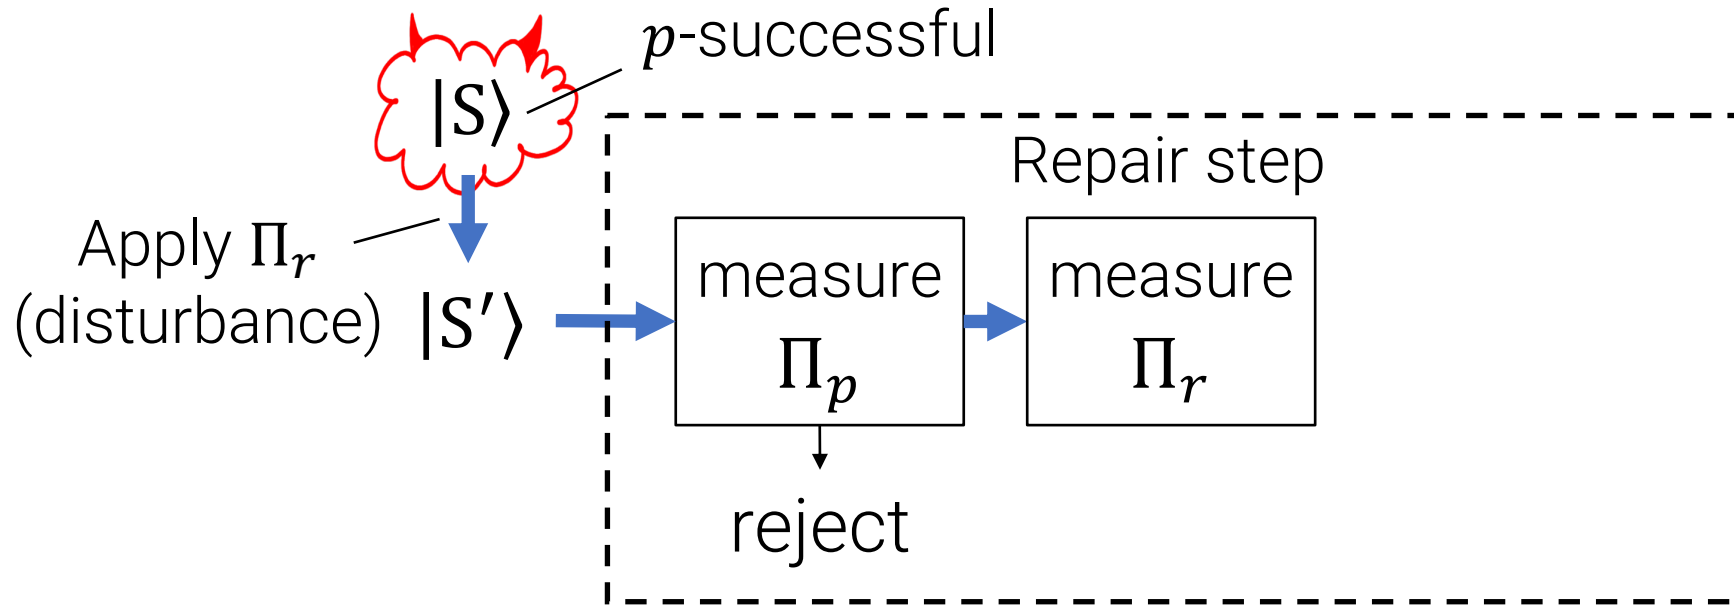 p-successful
|S⟩
Repair step
Apply Π_r
(disturbance)
|S′⟩
measure
Π_p
measure
Π_r
reject